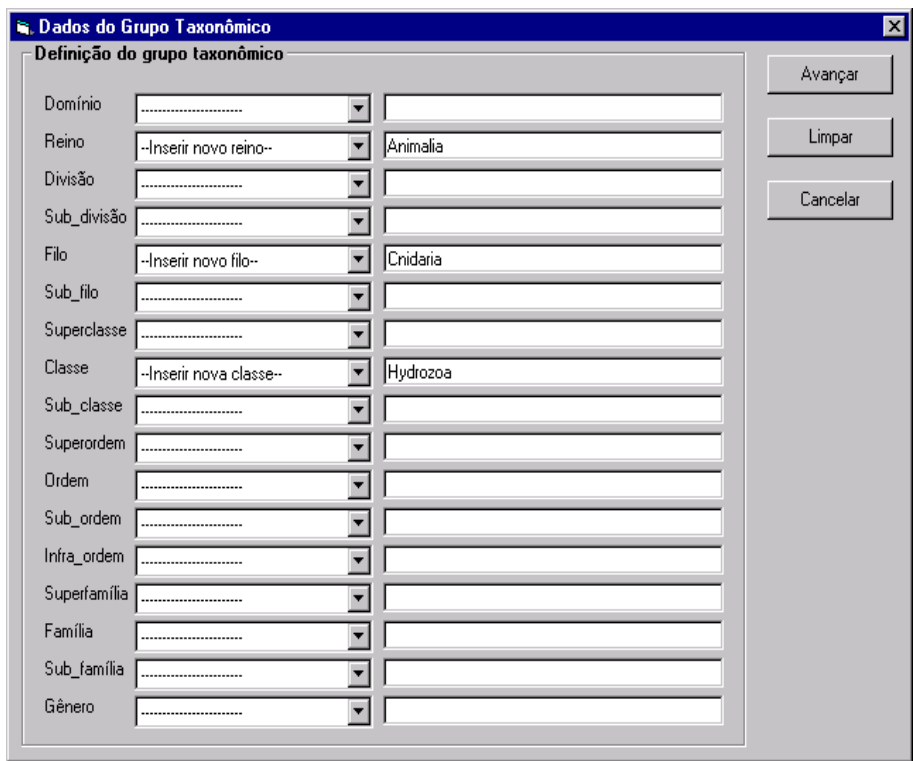 Dados do Grupo Taxonômico
Definição do grupo taxonômico
Avançar
Limpar
Cancelar
Domínio -----------------------
Reino --Inserir novo reino-- Animalia
Divisão -----------------------
Sub_divisão -----------------------
Filo --Inserir novo filo-- Cnidaria
Sub_filo -----------------------
Superclasse -----------------------
Classe --Inserir nova classe-- Hydrozoa
Sub_classe -----------------------
Superordem -----------------------
Ordem -----------------------
Sub_ordem -----------------------
Infra_ordem -----------------------
Superfamília -----------------------
Família -----------------------
Sub_família -----------------------
Gênero -----------------------